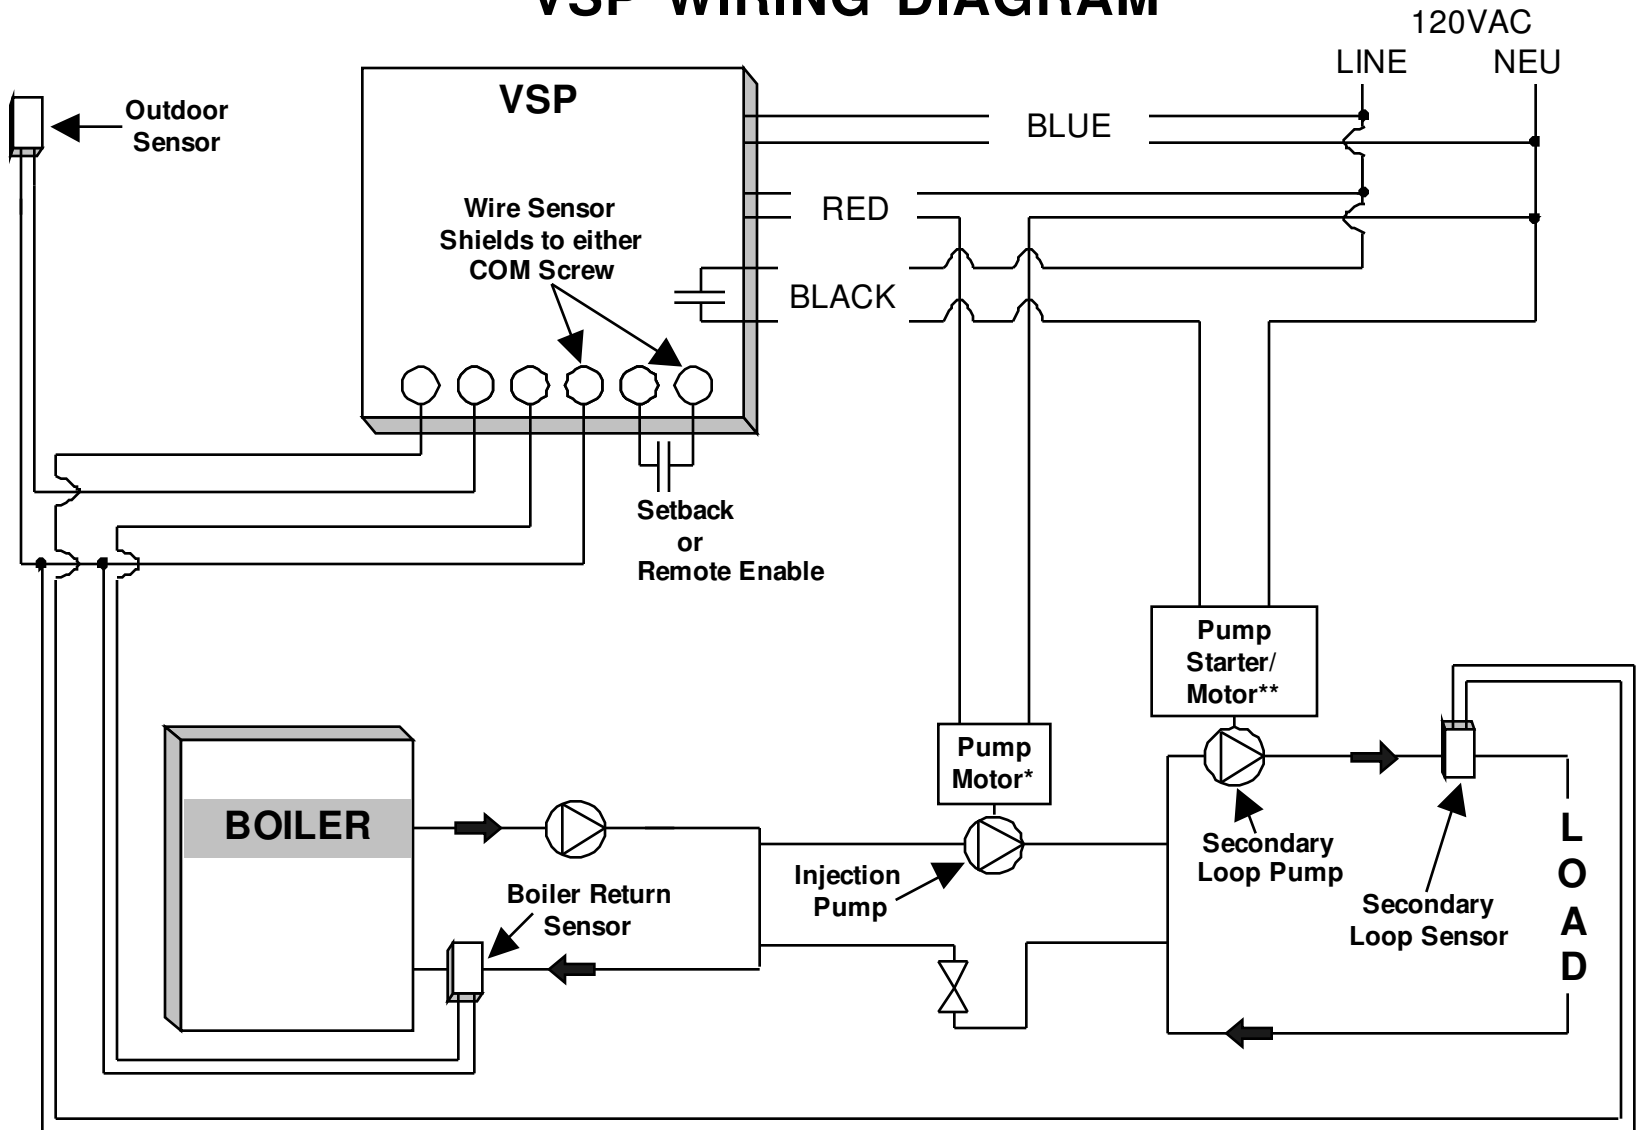 VSP WIRING DIAGRAM
120VAC
LINE NEU
VSP
Outdoor
Sensor
BLUE
Wire Sensor
Shields to either
COM Screw
RED
BLACK
Setback
or
Remote Enable
Pump
Starter/
Motor**
Pump
Motor*
BOILER
Boiler Return
Sensor
Injection
Pump
Secondary
Loop Pump
Secondary
Loop Sensor
L
O
A
D